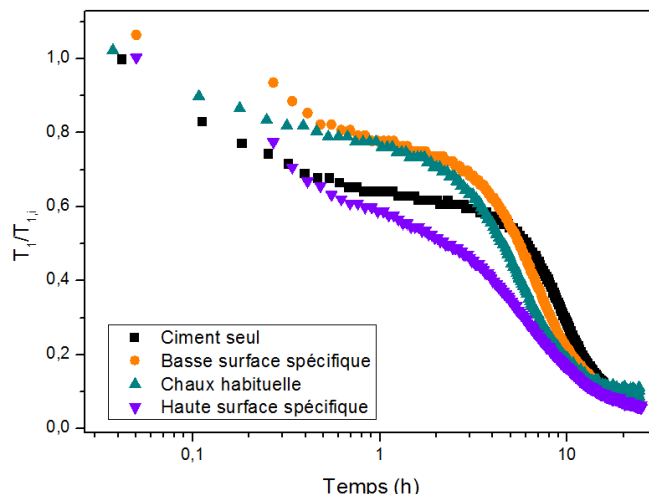 T1/T1,i
1,0
0,8
0,6
0,4
0,2
0,0
Ciment seul
Basse surface spécifique
Chaux habituelle
Haute surface spécifique
0,1
1
10
Temps (h)